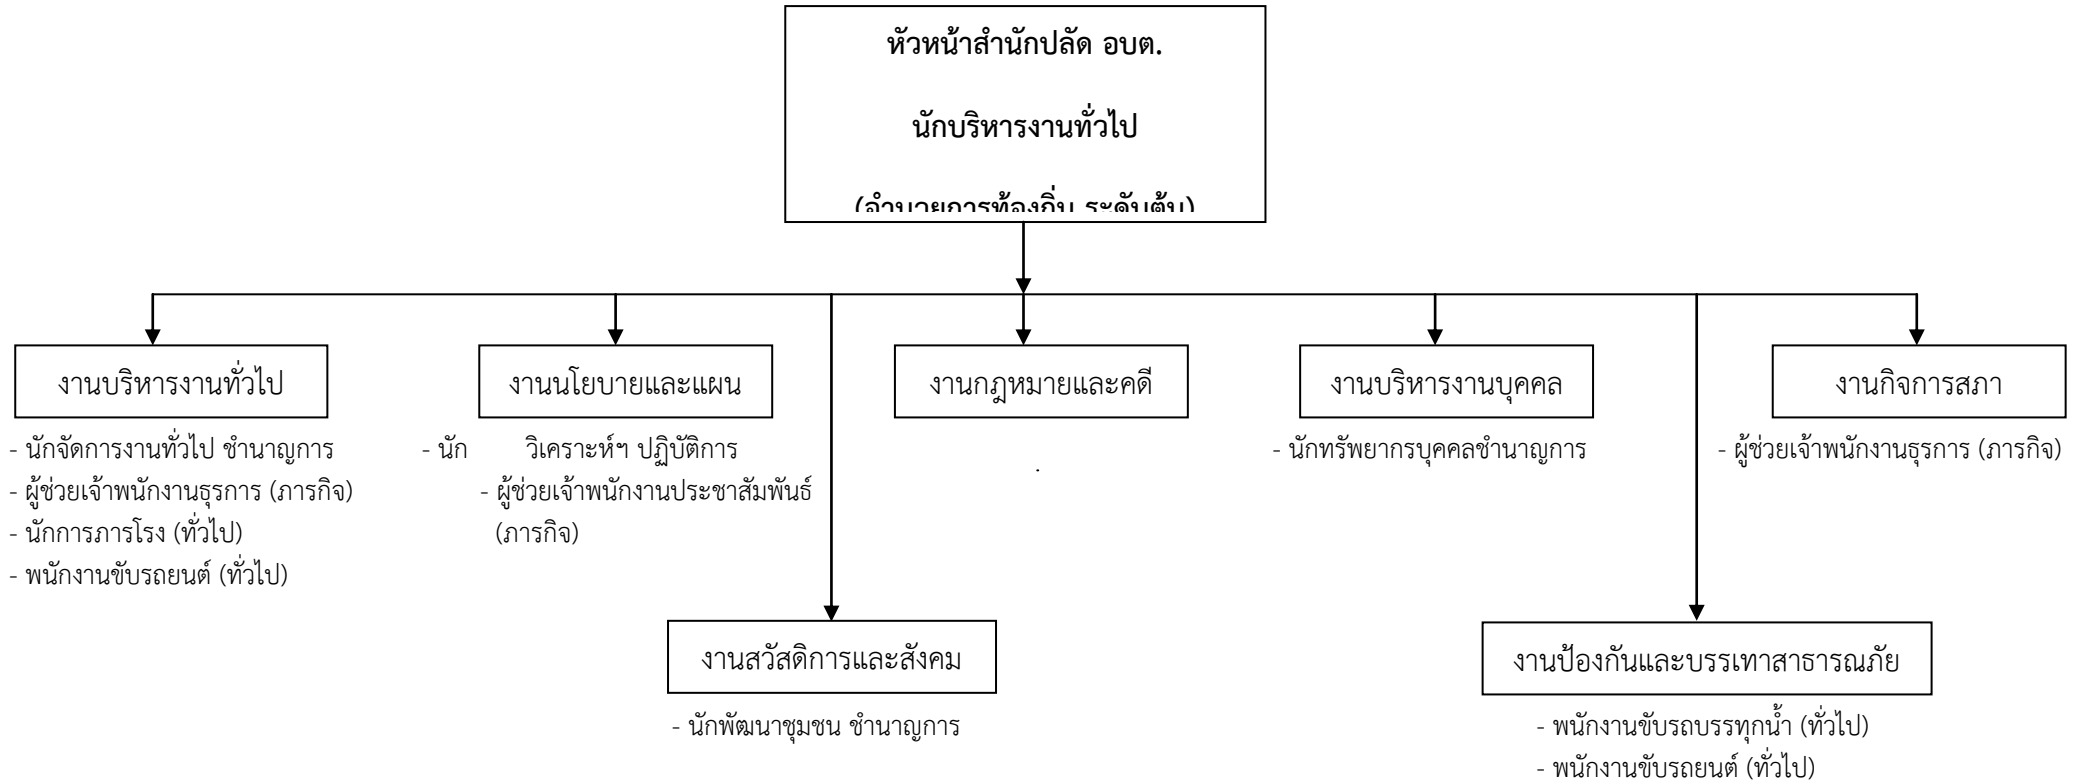 หัวหน้าสำนักปลัด อบต.
นักบริหารงานทั่วไป
(อำนวยการท้องถิ่น ระดับต้น)
งานบริหารงานทั่วไป
- นักจัดการงานทั่วไป ชำนาญการ
- ผู้ช่วยเจ้าพนักงานธุรการ (ภารกิจ)
- นักการภารโรง (ทั่วไป)
- พนักงานขับรถยนต์ (ทั่วไป)
งานนโยบายและแผน
- นัก วิเคราะห์ฯ ปฏิบัติการ
- ผู้ช่วยเจ้าพนักงานประชาสัมพันธ์
(ภารกิจ)
งานกฎหมายและคดี
.
งานบริหารงานบุคคล
- นักทรัพยากรบุคคลชำนาญการ
งานกิจการสภา
- ผู้ช่วยเจ้าพนักงานธุรการ (ภารกิจ)
งานสวัสดิการและสังคม
- นักพัฒนาชุมชน ชำนาญการ
งานป้องกันและบรรเทาสาธารณภัย
- พนักงานขับรถบรรทุกน้ำ (ทั่วไป)
- พนักงานขับรถยนต์ (ทั่วไป)